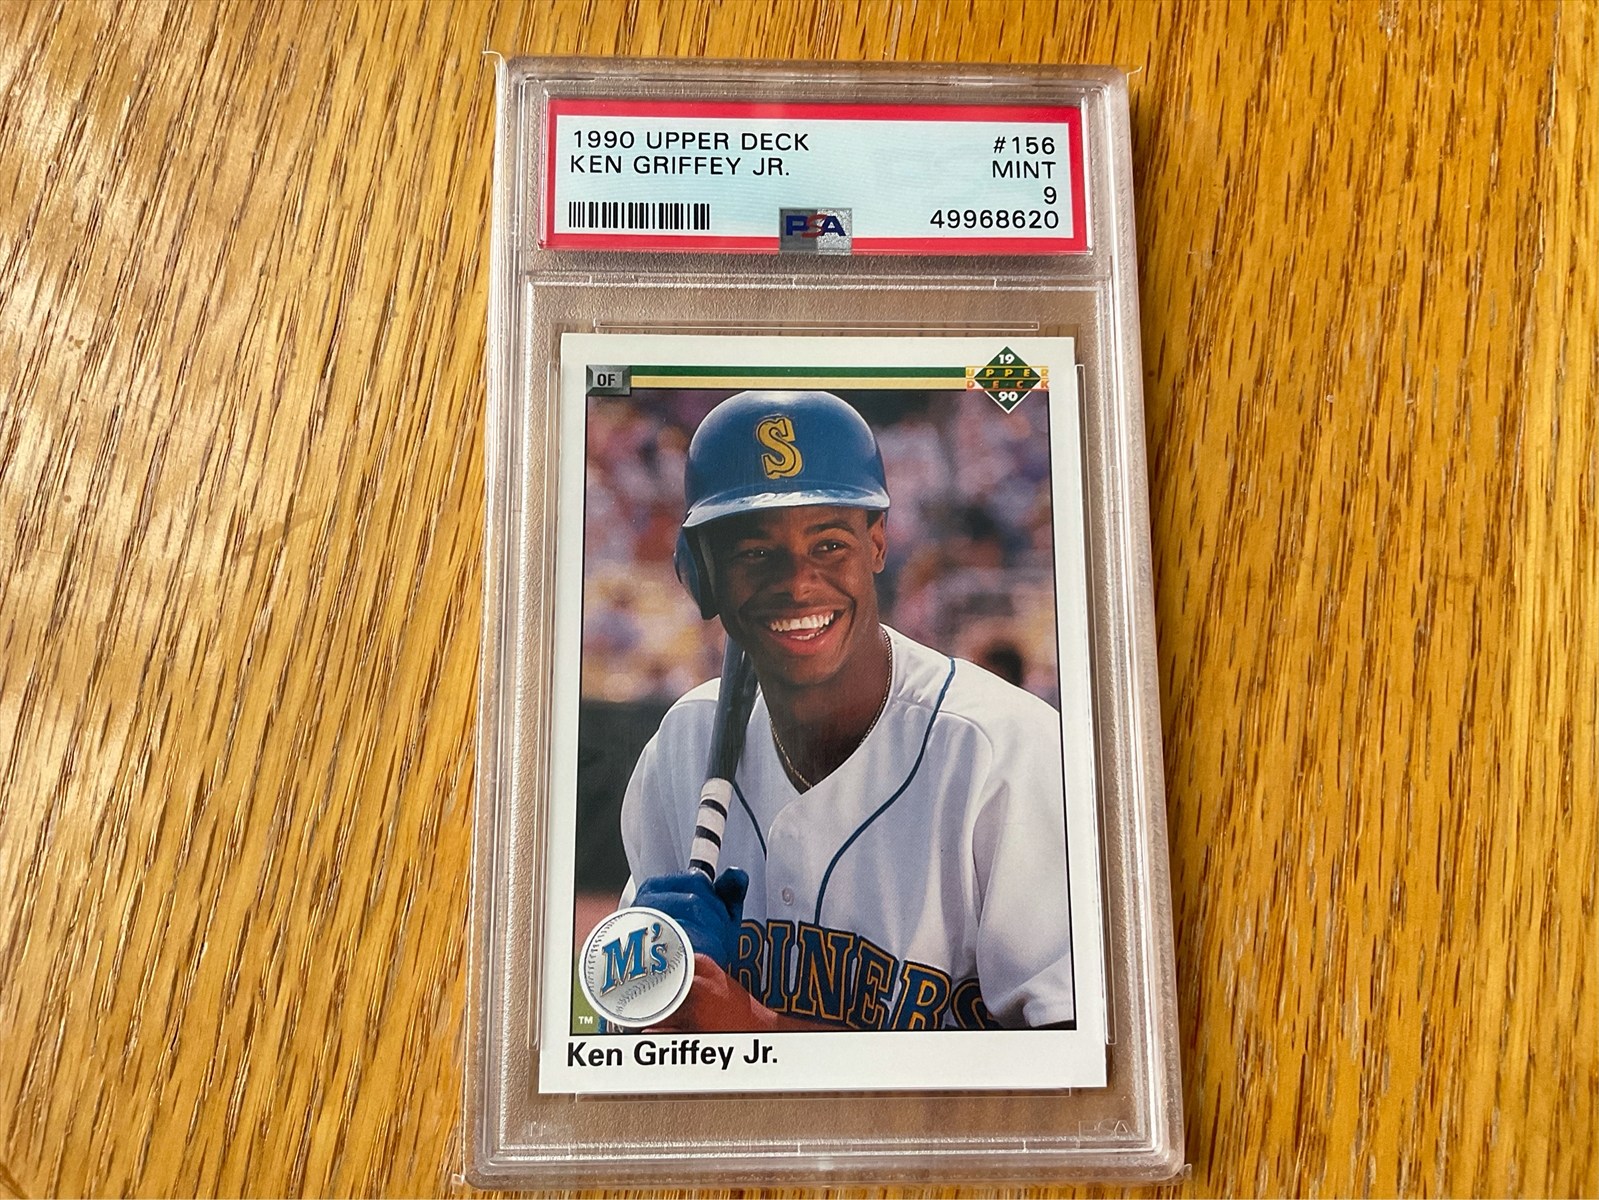 1990 UPPER DECK #156
KEN GRIFFEY JR. MINT
9
PSA 49968620
OF
19
UPPER
DECK
90
S
RINERS
M's
TM
Ken Griffey Jr.
PSA